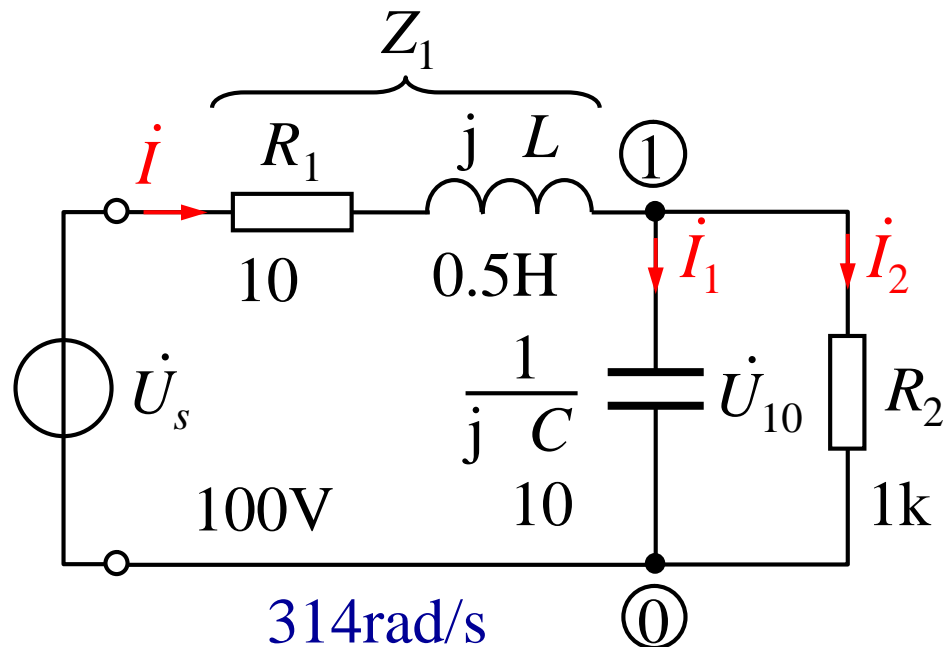 Z₁
İ
R₁
j L
①
10
0.5H
İ₁
İ₂
U̇ₛ
1
j C
U̇₁₀
R₂
100V
10
1k
314rad/s
⓪